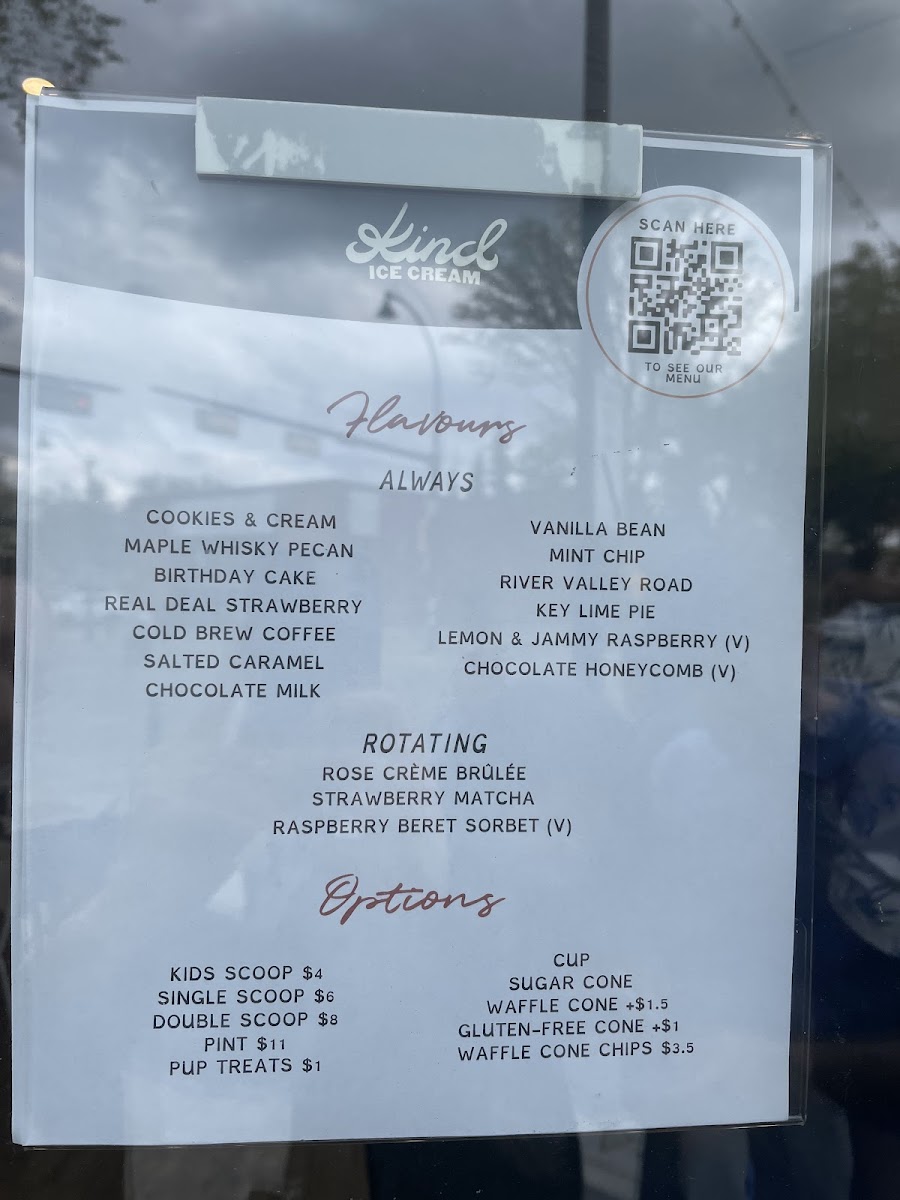 Kind
ICE CREAM
SCAN HERE
TO SEE OUR
MENU
Flavours
ALWAYS
COOKIES & CREAM
MAPLE WHISKY PECAN
BIRTHDAY CAKE
REAL DEAL STRAWBERRY
COLD BREW COFFEE
SALTED CARAMEL
CHOCOLATE MILK
VANILLA BEAN
MINT CHIP
RIVER VALLEY ROAD
KEY LIME PIE
LEMON & JAMMY RASPBERRY (V)
CHOCOLATE HONEYCOMB (V)
ROTATING
ROSE CRÈME BRÛLÉE
STRAWBERRY MATCHA
RASPBERRY BERET SORBET (V)
Options
KIDS SCOOP $4
SINGLE SCOOP $6
DOUBLE SCOOP $8
PINT $11
PUP TREATS $1
CUP
SUGAR CONE
WAFFLE CONE +$1.5
GLUTEN-FREE CONE +$1
WAFFLE CONE CHIPS $3.5